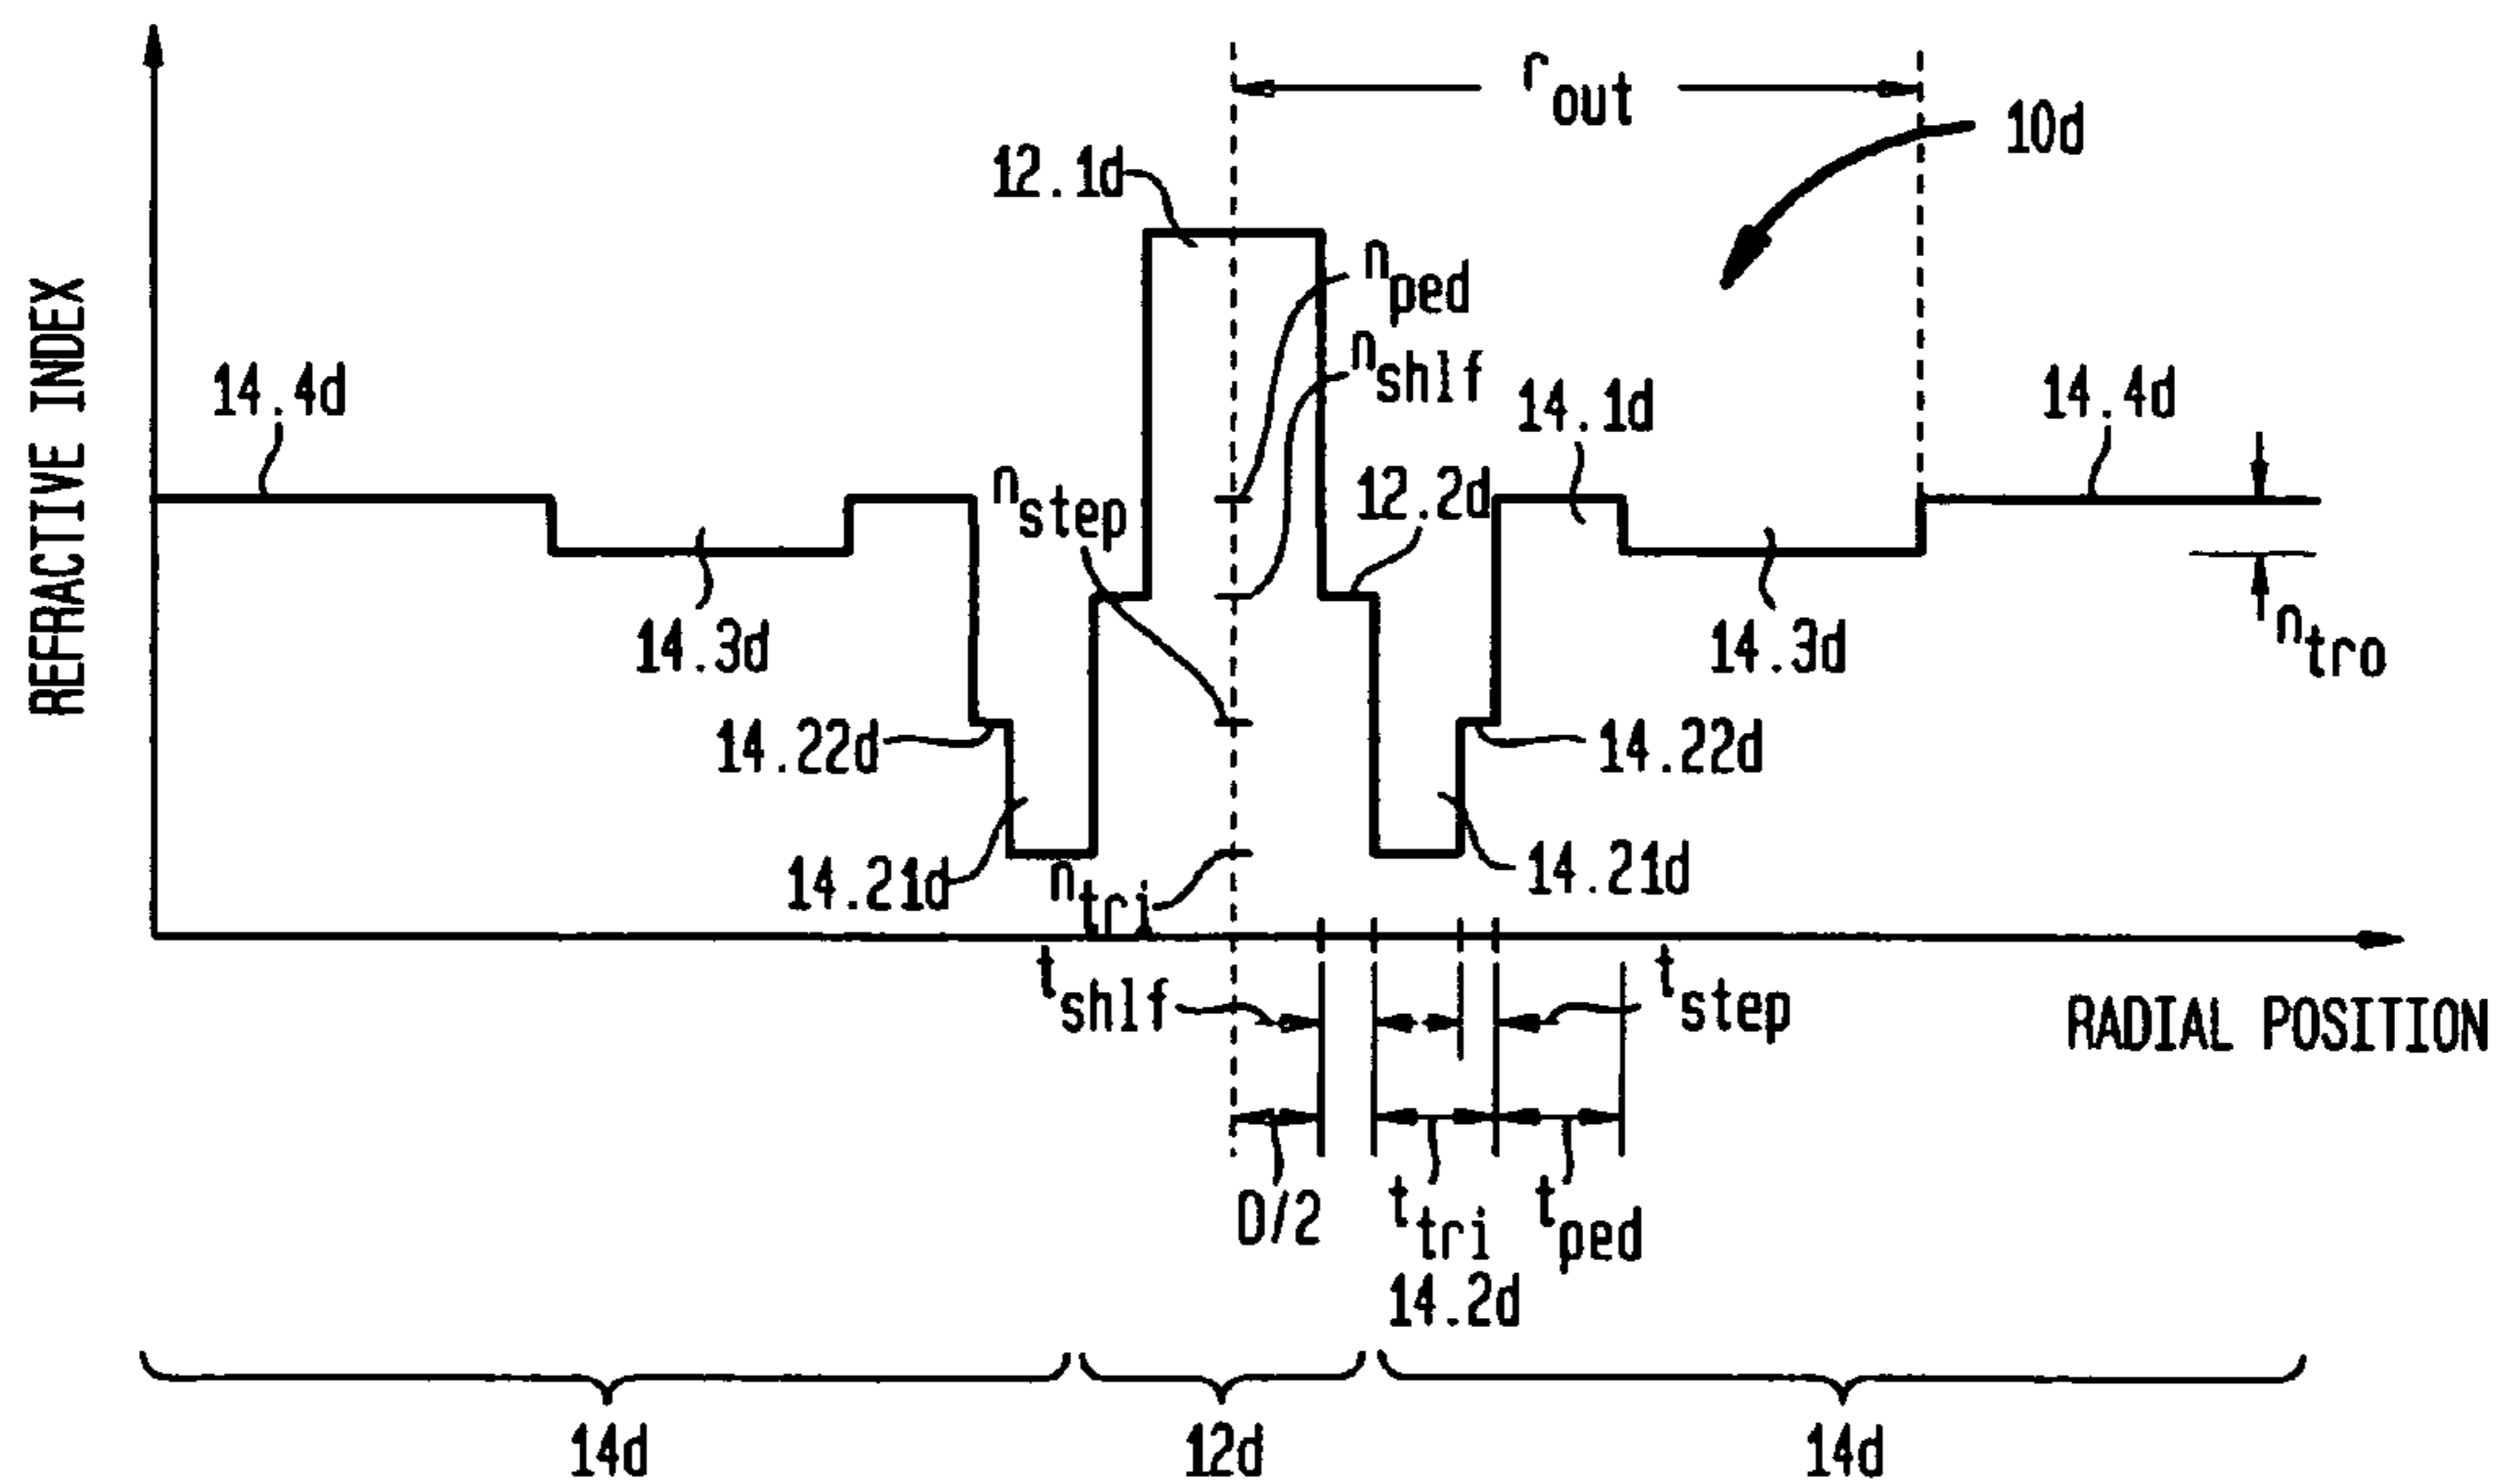 r out
10d
12.1d
n ped
n shlf
14.4d
14.1d
14.4d
n step
12.2d
REFRACTIVE INDEX
14.3d
14.3d
n tro
14.22d
14.22d
14.21d
n tri
14.21d
t shlf
t step
RADIAL POSITION
D/2
t tri
t ped
14.2d
14d
12d
14d